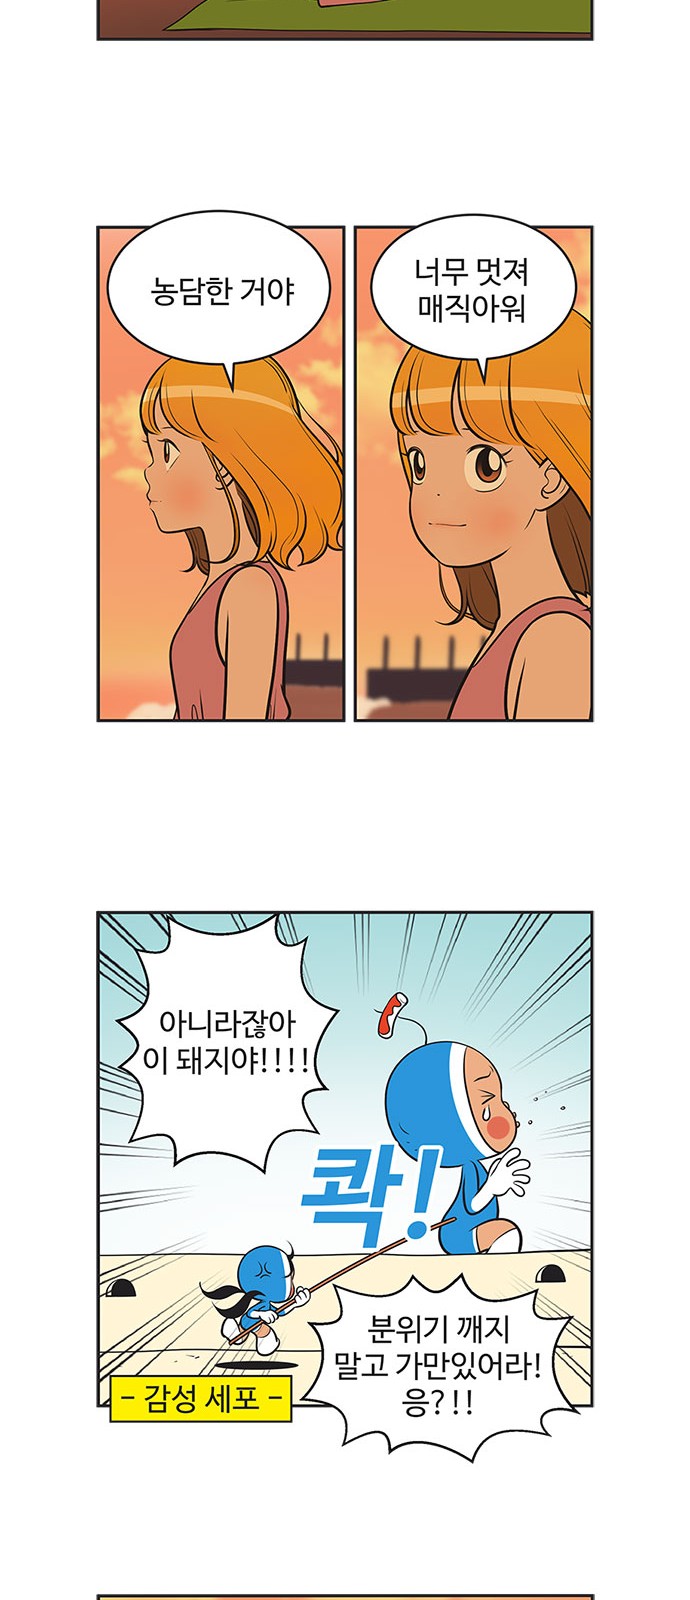 농담한 거야
너무 멋져
매직아워
아니라잖아
이 돼지야!!!!
콱!
분위기 깨지
말고 가만있어라!
응?!!
- 감성 세포 -